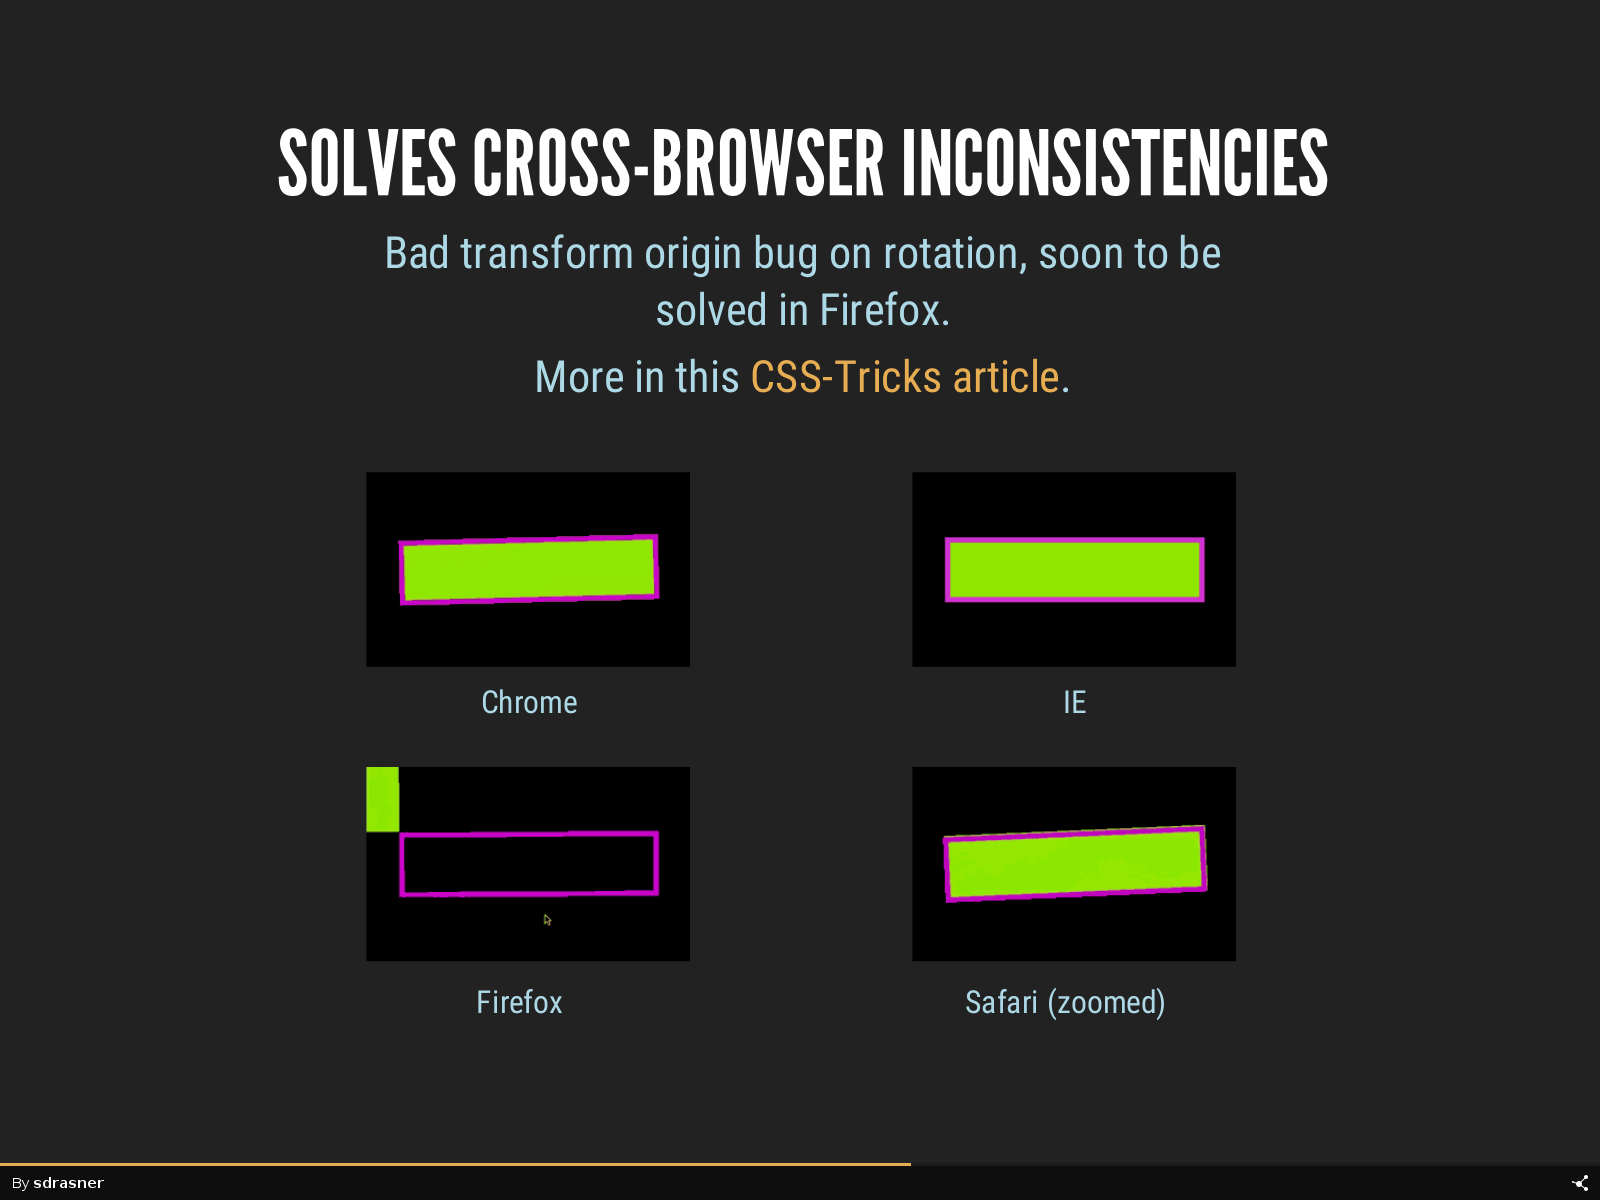 SOLVES CROSS-BROWSER INCONSISTENCIES
Bad transform origin bug on rotation, soon to be
solved in Firefox.
More in this CSS-Tricks article.
Chrome
IE
Firefox
Safari (zoomed)
By sdrasner